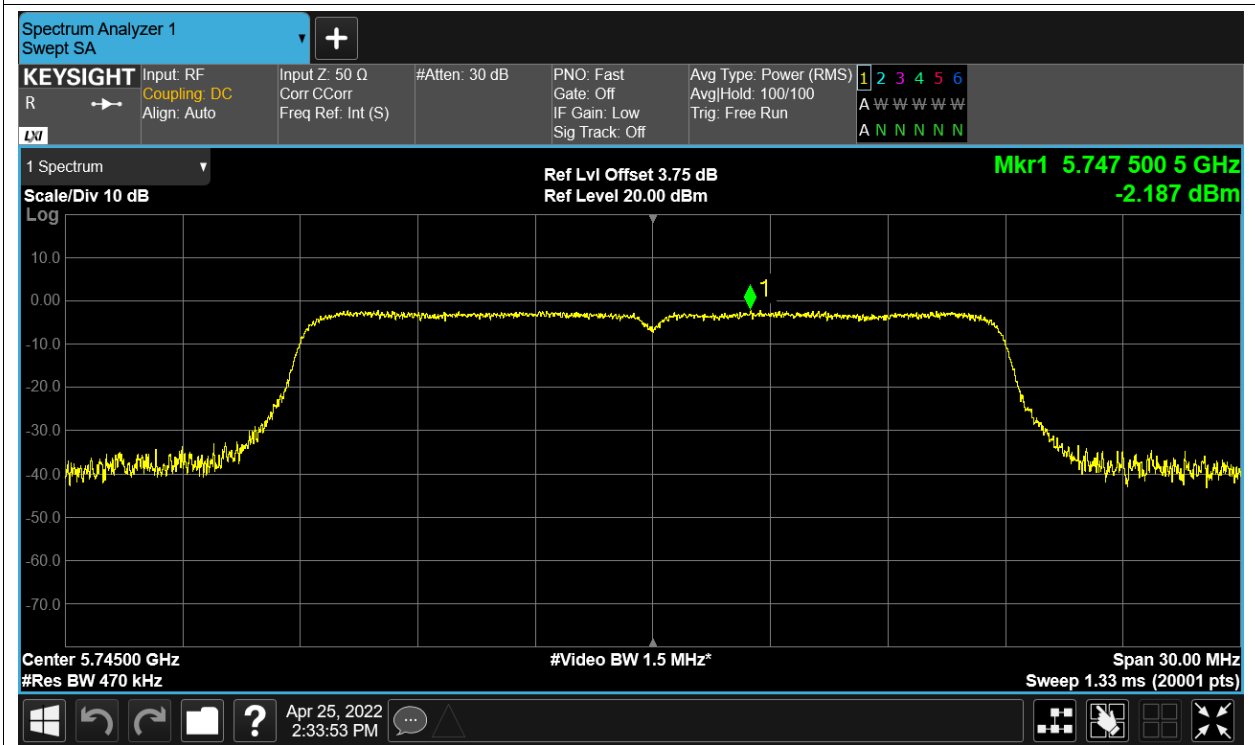 Spectrum Analyzer 1
Swept SA
KEYSIGHT
R
LXI
Input: RF
Coupling: DC
Align: Auto
Input Z: 50 Ω
Corr CCorr
Freq Ref: Int (S)
#Atten: 30 dB
PNO: Fast
Gate: Off
IF Gain: Low
Sig Track: Off
Avg Type: Power (RMS)
Avg|Hold: 100/100
Trig: Free Run
1 2 3 4 5 6
A W W W W W
A N N N N N
1 Spectrum
Scale/Div 10 dB
Ref Lvl Offset 3.75 dB
Ref Level 20.00 dBm
Mkr1 5.747 500 5 GHz
-2.187 dBm
Log
10.0
0.00
-10.0
-20.0
-30.0
-40.0
-50.0
-60.0
-70.0
1
Center 5.74500 GHz
#Video BW 1.5 MHz*
Span 30.00 MHz
#Res BW 470 kHz
Sweep 1.33 ms (20001 pts)
?
Apr 25, 2022
2:33:53 PM